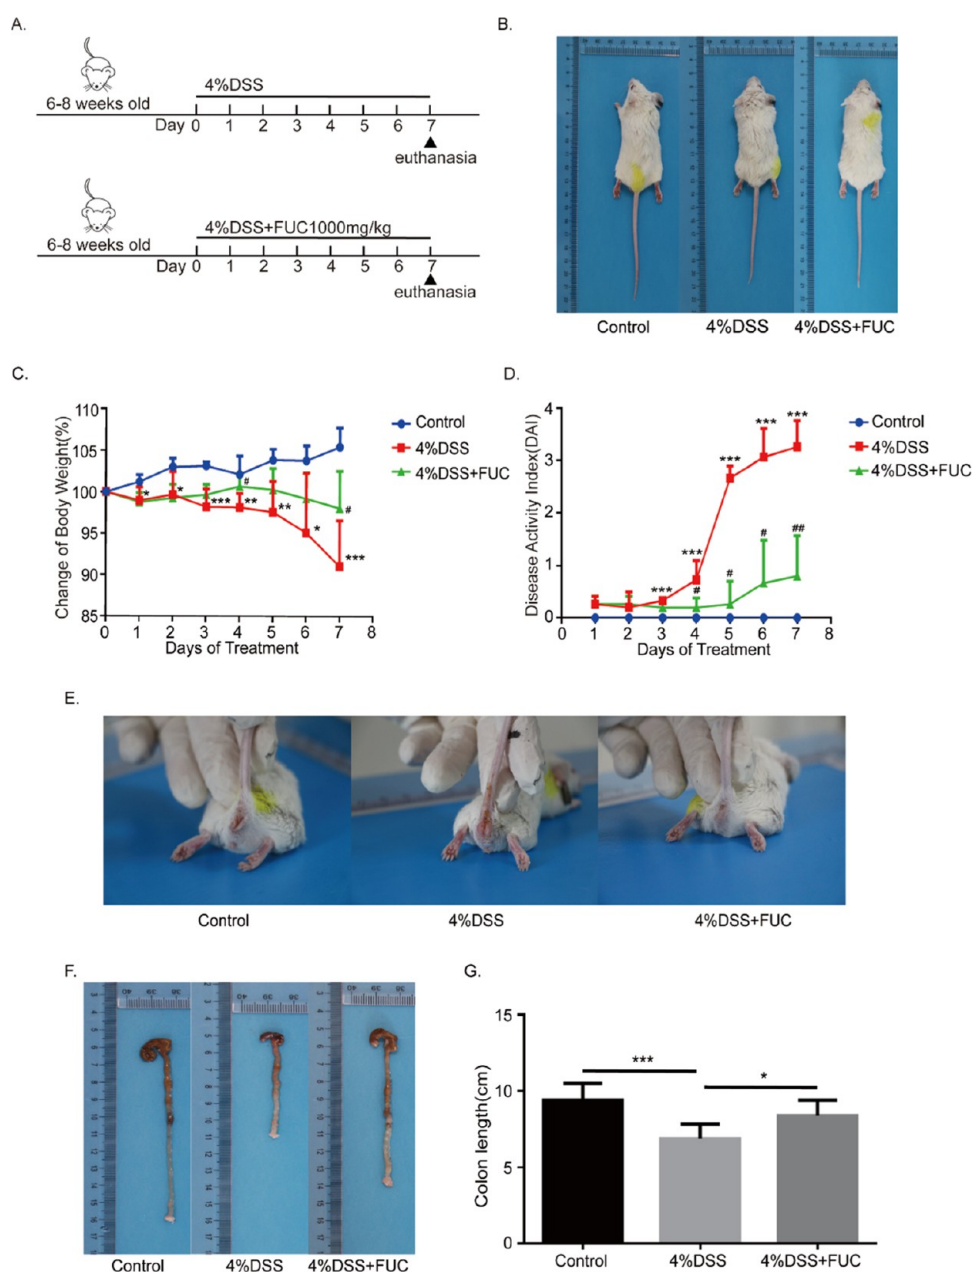 A.
6-8 weeks old
4%DSS
Day 0 1 2 3 4 5 6 7
euthanasia
6-8 weeks old
4%DSS+FUC1000mg/kg
Day 0 1 2 3 4 5 6 7
euthanasia
B.
Control 4%DSS 4%DSS+FUC
C.
Change of Body Weight(%)
110
105
100
95
90
85
0 1 2 3 4 5 6 7 8
Days of Treatment
Control
4%DSS
4%DSS+FUC
* * *** ** ** * ***
# #
D.
Disease Activity Index(DAI)
4
3
2
1
0
0 1 2 3 4 5 6 7 8
Days of Treatment
Control
4%DSS
4%DSS+FUC
*** *** *** *** ***
# # # ##
E.
Control 4%DSS 4%DSS+FUC
F.
Control 4%DSS 4%DSS+FUC
G.
Colon length(cm)
15
10
5
0
*** *
Control 4%DSS 4%DSS+FUC